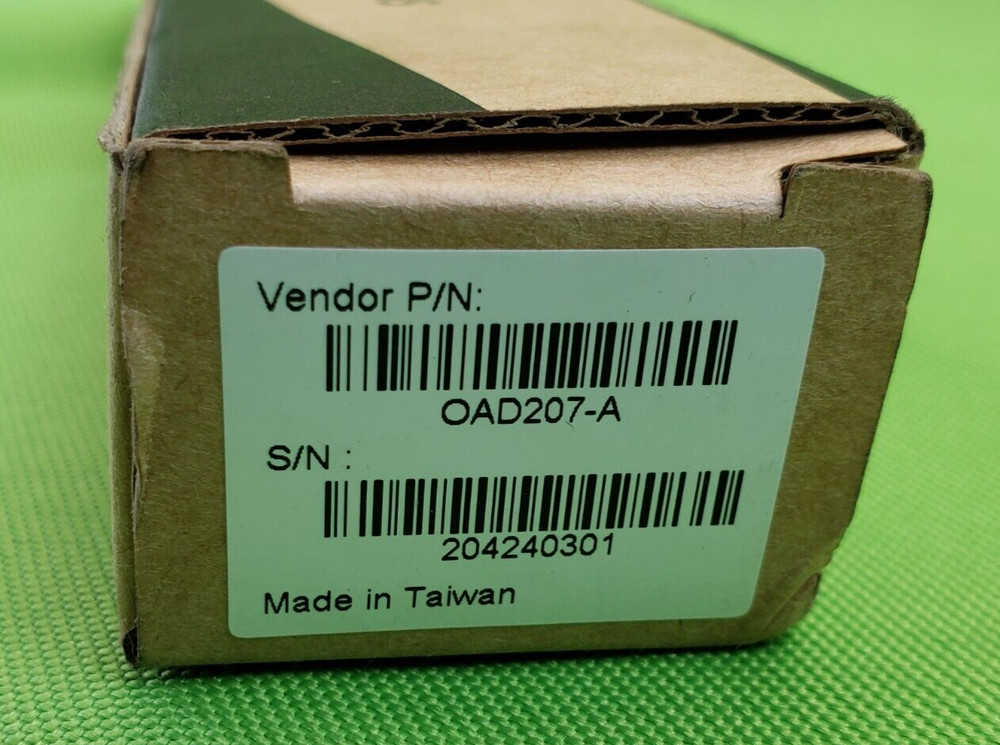 Vendor P/N:
OAD207-A
S/N :
204240301
Made in Taiwan